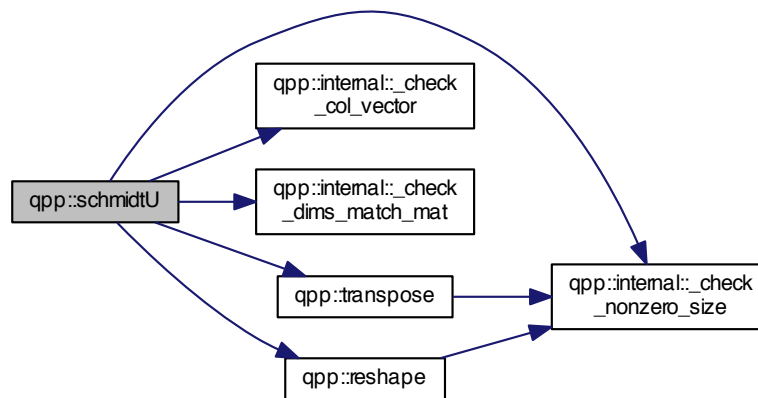 qpp::internal::_check
_col_vector
qpp::schmidtU
qpp::internal::_check
_dims_match_mat
qpp::transpose
qpp::internal::_check
_nonzero_size
qpp::reshape